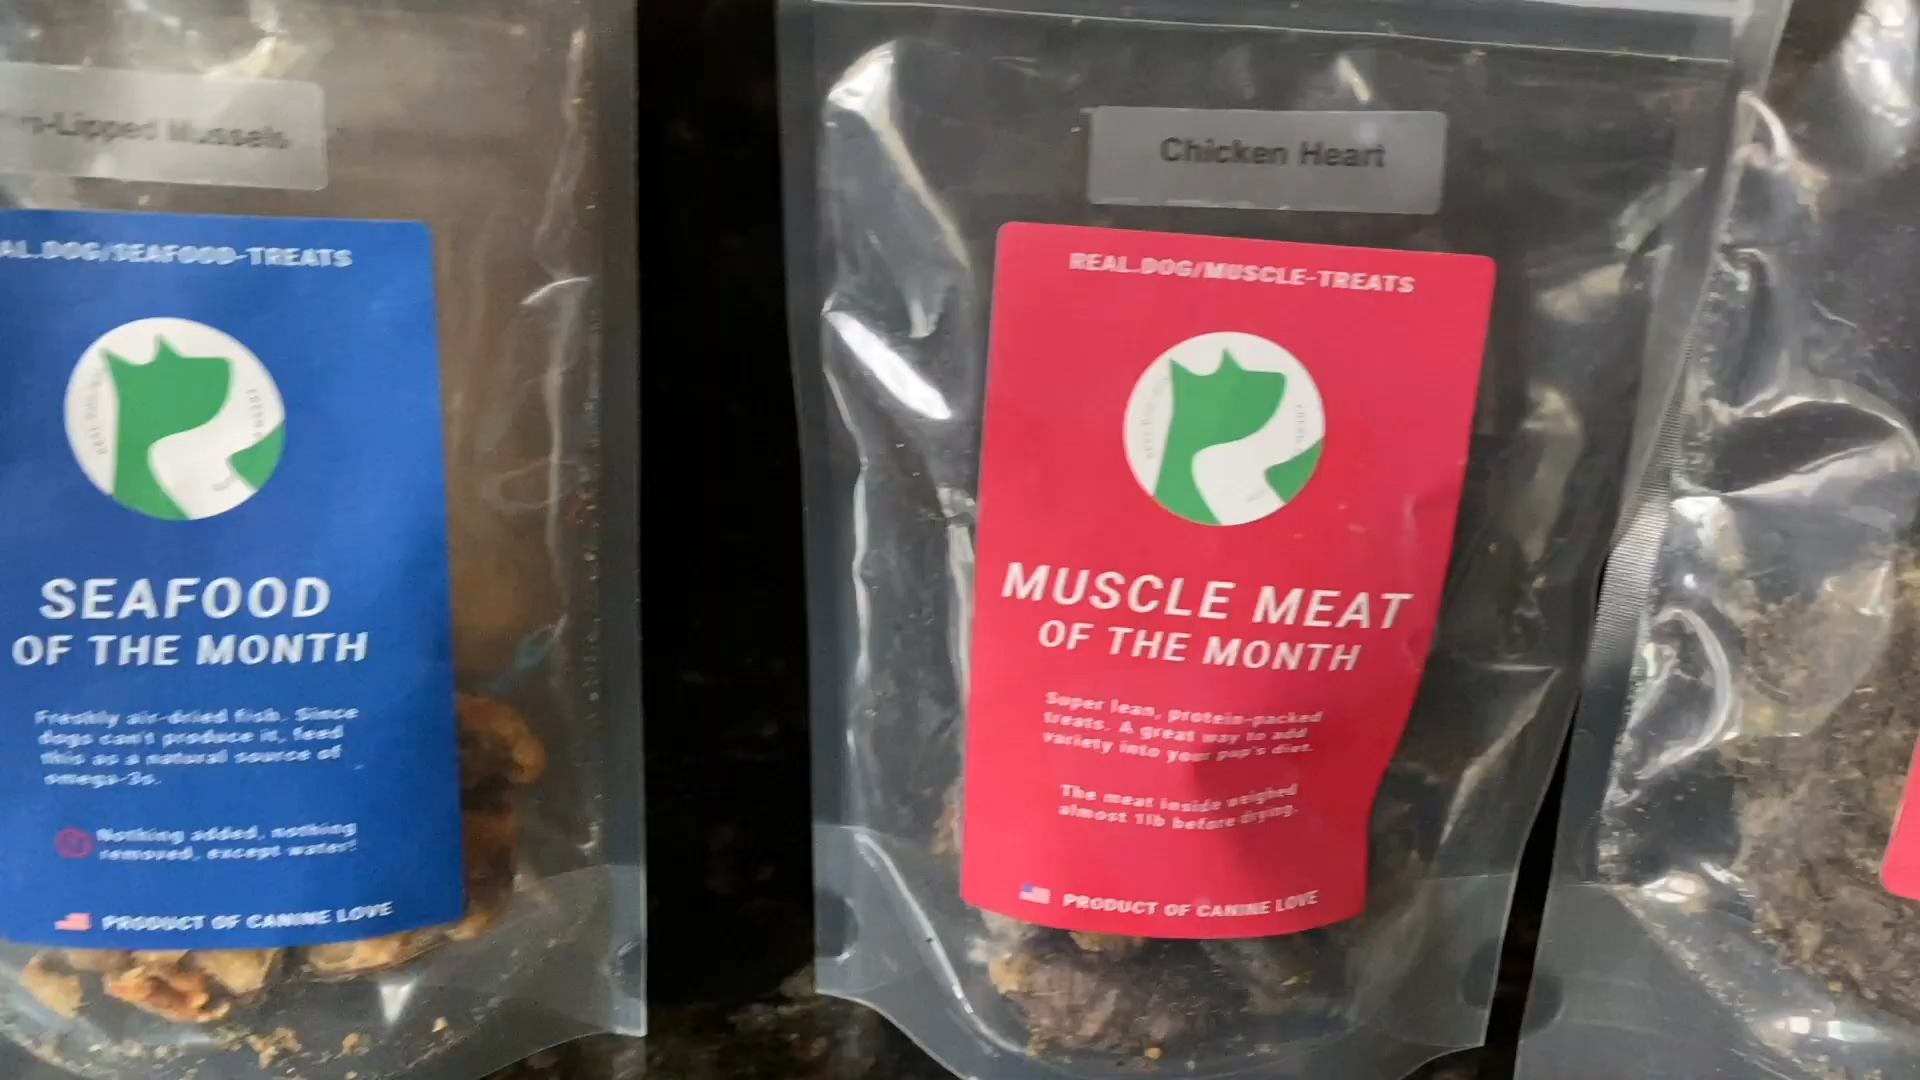 n-Lipped Mussels
AL.DOG/SEAFOOD-TREATS
SEAFOOD
OF THE MONTH
Freshly air-dried fish. Since
dogs can't produce it, feed
this as a natural source of
omega-3s.
Nothing added, nothing
removed, except water!
PRODUCT OF CANINE LOVE
Chicken Heart
REAL.DOG/MUSCLE-TREATS
MUSCLE MEAT
OF THE MONTH
Super lean, protein-packed
treats. A great way to add
variety into your pup's diet.
The meat inside weighed
almost 1lb before drying.
PRODUCT OF CANINE LOVE